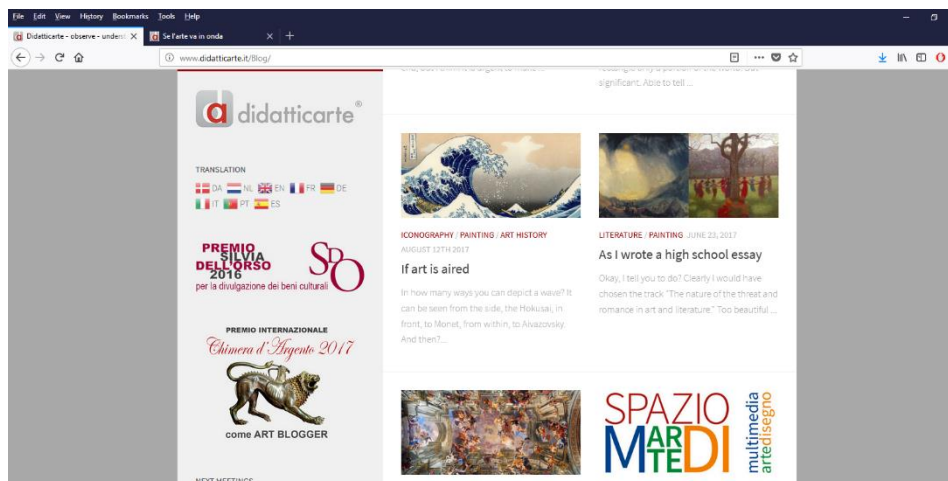 File Edit View History Bookmarks Tools Help
Didatticarte - observe - underst
Se l'arte va in onda
www.didatticarte.it/Blog/
didatticarte®
TRANSLATION
DA NL EN FR DE
IT PT ES
PREMIO
SILVIA
DELL'ORSO
2016
SDO
per la divulgazione dei beni culturali
PREMIO INTERNAZIONALE
Chimera d'Argento 2017
come ART BLOGGER
NEXT MEETINGS
significant. Able to tell ...
ICONOGRAPHY / PAINTING / ART HISTORY
AUGUST 12TH 2017
If art is aired
In how many ways you can depict a wave? It
can be seen from the side, the Hokusai, in
front, to Monet, from within, to Aivazovsky.
And then?...
LITERATURE / PAINTING JUNE 23, 2017
As I wrote a high school essay
Okay, I tell you to do? Clearly I would have
chosen the track "The nature of the threat and
romance in art and literature." Too beautiful ...
SPAZIO
MARTEDI
multimedia
artedisegno